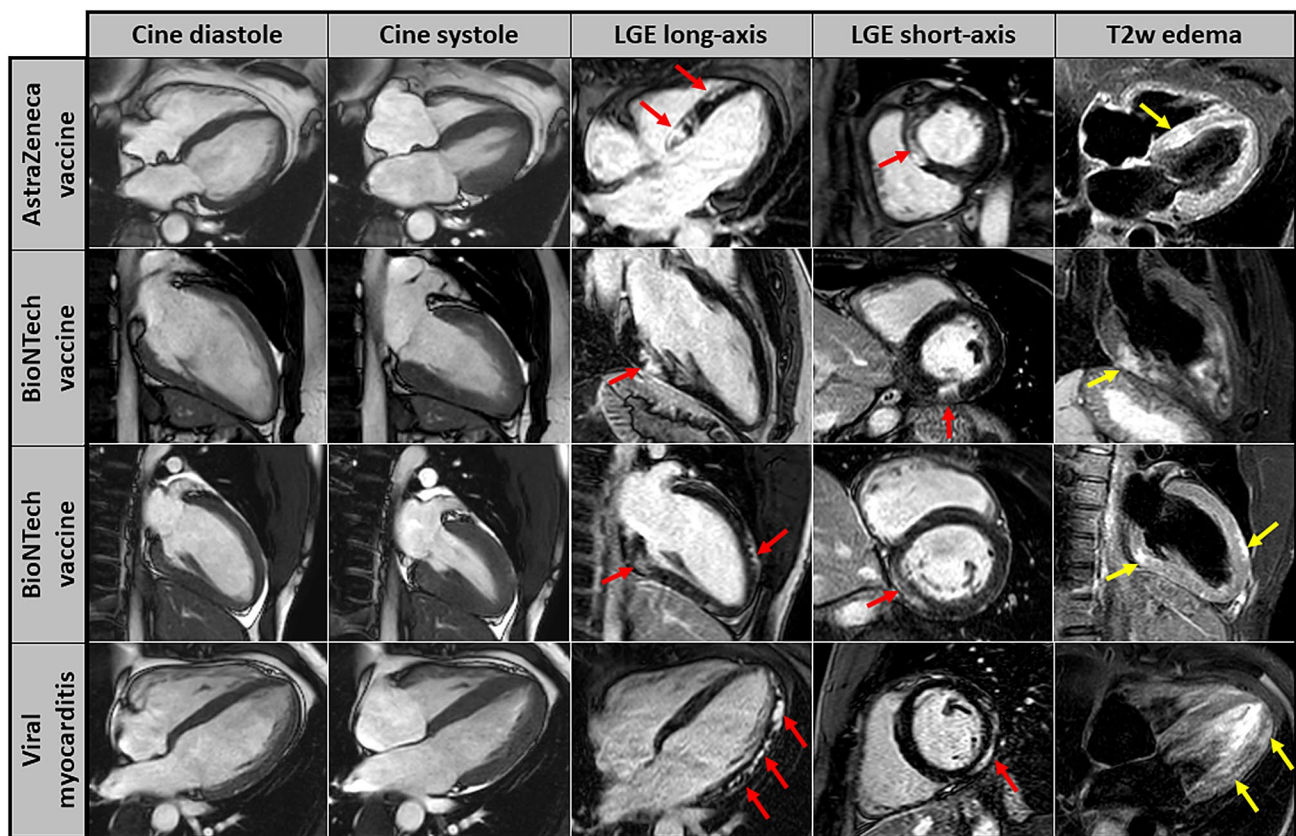 Cine diastole
Cine systole
LGE long-axis
LGE short-axis
T2w edema
AstraZeneca
vaccine
BioNTech
vaccine
BioNTech
vaccine
Viral
myocarditis